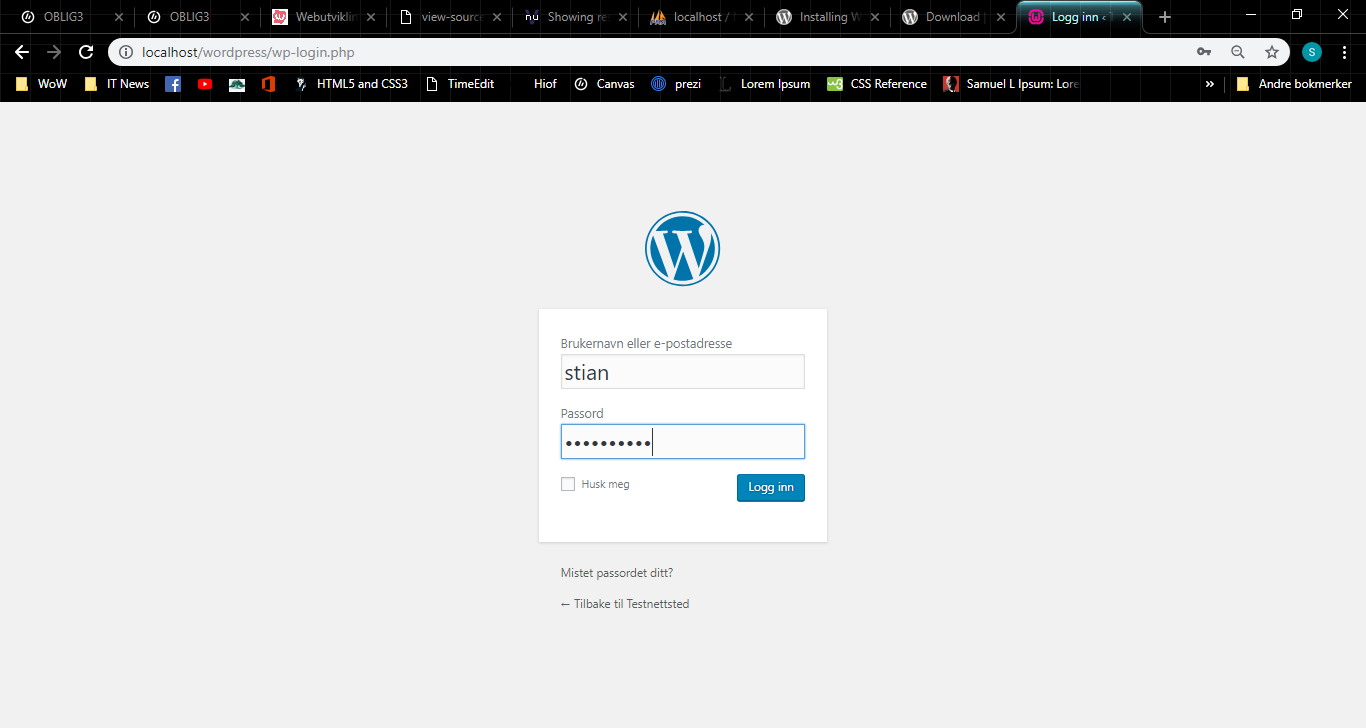 OBLIG3 OBLIG3 Webutviklin view-source Showing re localhost / Installing W Download Logg inn ‹ T
localhost/wordpress/wp-login.php S
WoW IT News HTML5 and CSS3 TimeEdit Hiof Canvas prezi Lorem Ipsum CSS Reference Samuel L Ipsum: Lore » Andre bokmerker
Brukernavn eller e-postadresse
stian
Passord
••••••••••
Husk meg Logg inn
Mistet passordet ditt?
← Tilbake til Testnettsted